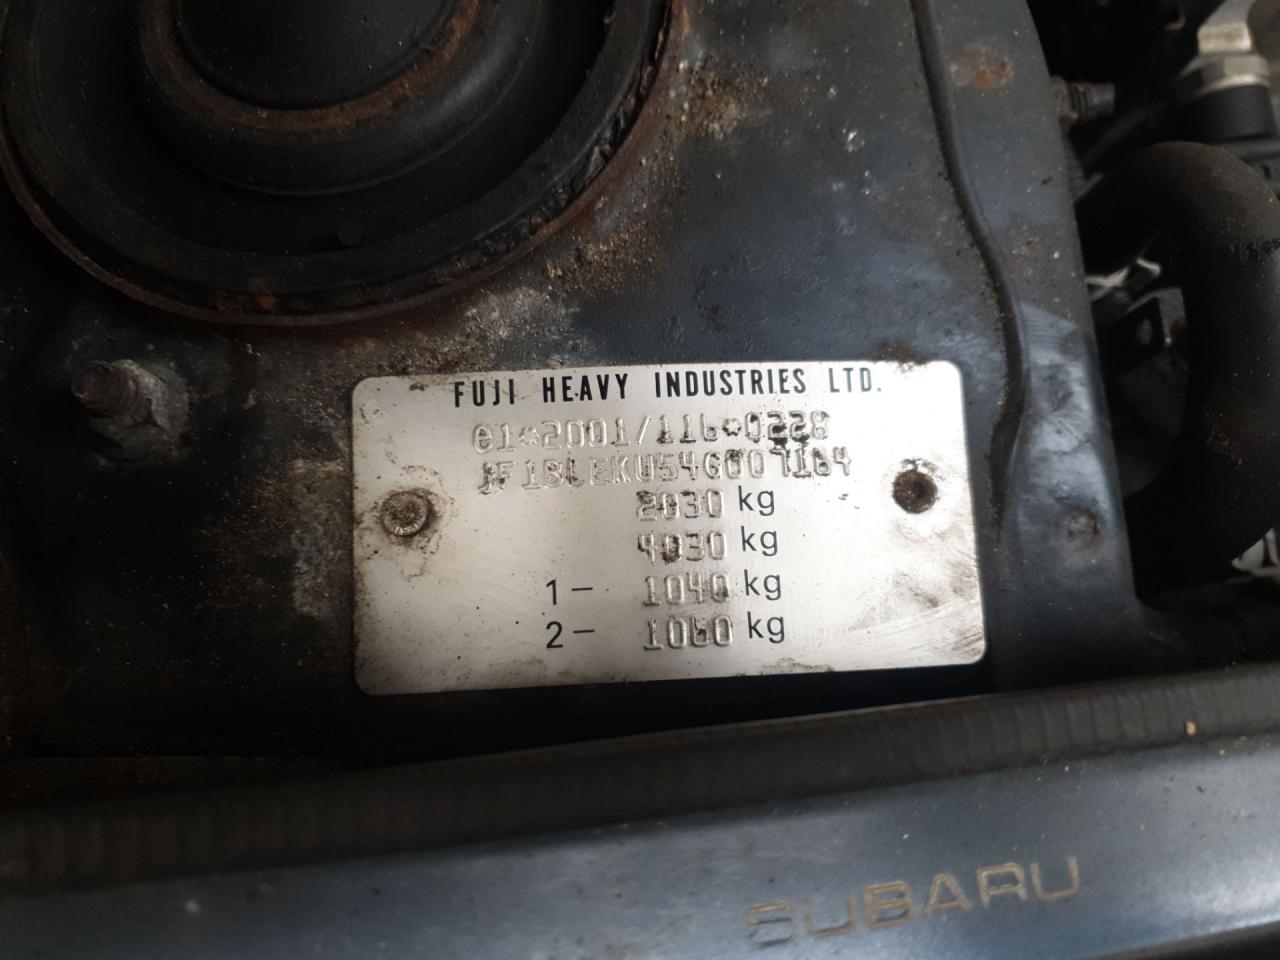 FUJI HEAVY INDUSTRIES LTD.
e1*2001/116*0228
JF1BLEKU54G007164
2030 kg
4030 kg
1– 1040 kg
2– 1060 kg
SUBARU